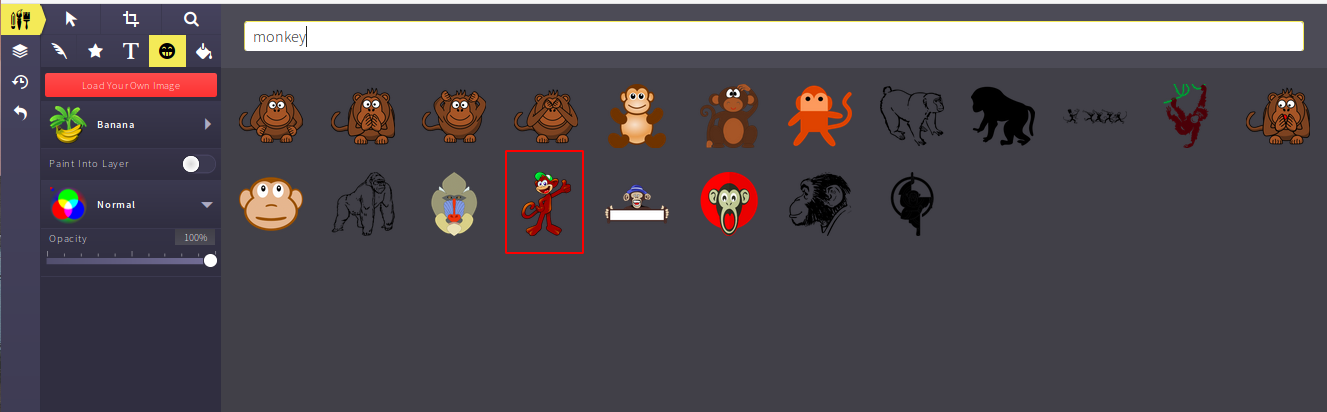 monkey
T
Load Your Own Image
Banana
Paint Into Layer
Normal
Opacity
100%